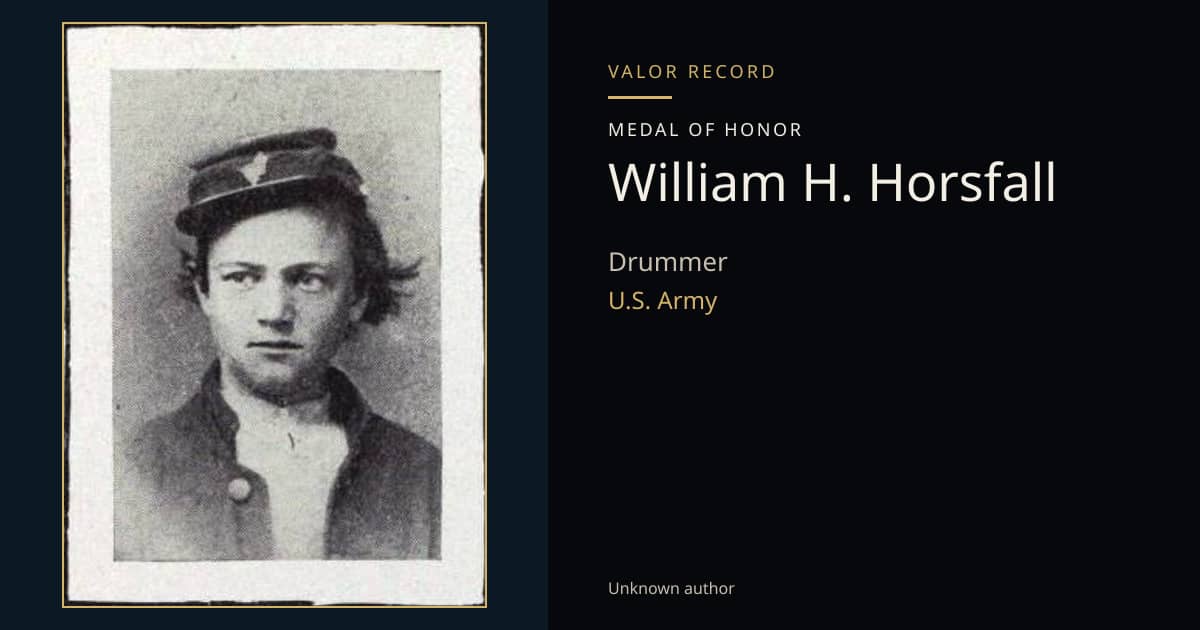 VALOR RECORD
MEDAL OF HONOR
William H. Horsfall
Drummer
U.S. Army
Unknown author